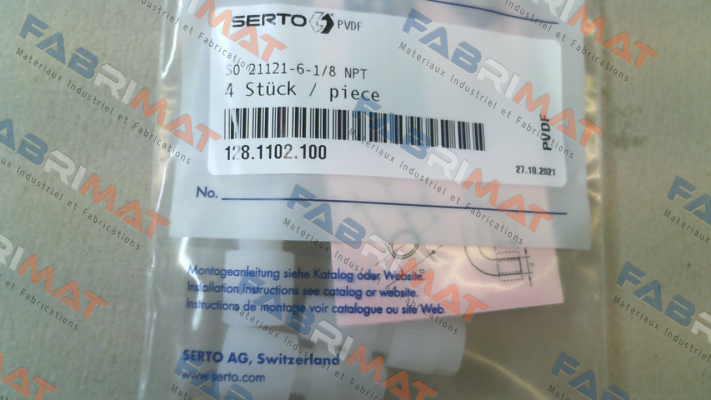 SERTO PVDF
SO 21121-6-1/8 NPT
4 Stück / piece
128.1102.100
27.10.2021
PVDF
No.
Montageanleitung siehe Katalog oder Website.
Installation instructions see catalog or website.
Instructions de montage voir catalogue ou site Web.
SERTO AG, Switzerland
www.serto.com
FABRIMAT
Materiaux Industriel et Fabrications